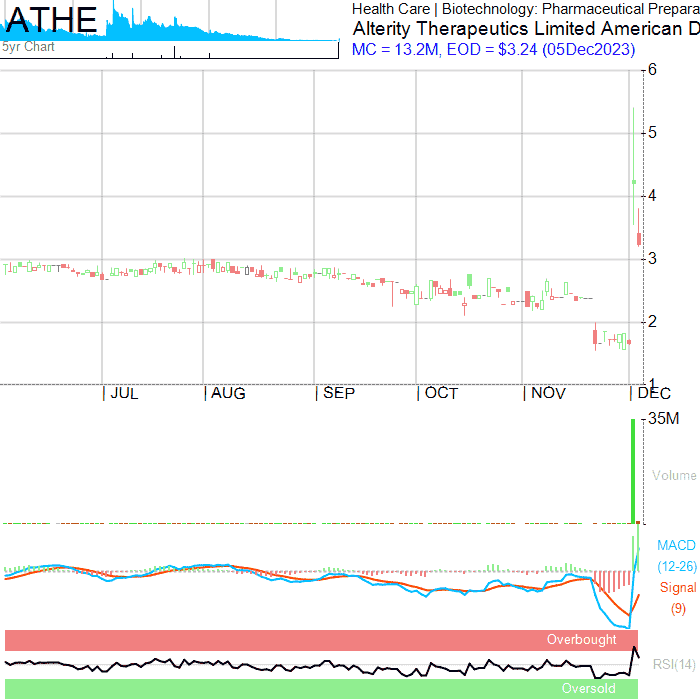 ATHE
5yr Chart
Health Care | Biotechnology: Pharmaceutical Prepara
Alterity Therapeutics Limited American D
MC = 13.2M, EOD = $3.24 (05Dec2023)
6
5
4
3
2
1
| JUL | AUG | SEP | OCT | NOV | DEC
35M
Volume
MACD
(12-26)
Signal
(9)
Overbought
RSI(14)
Oversold